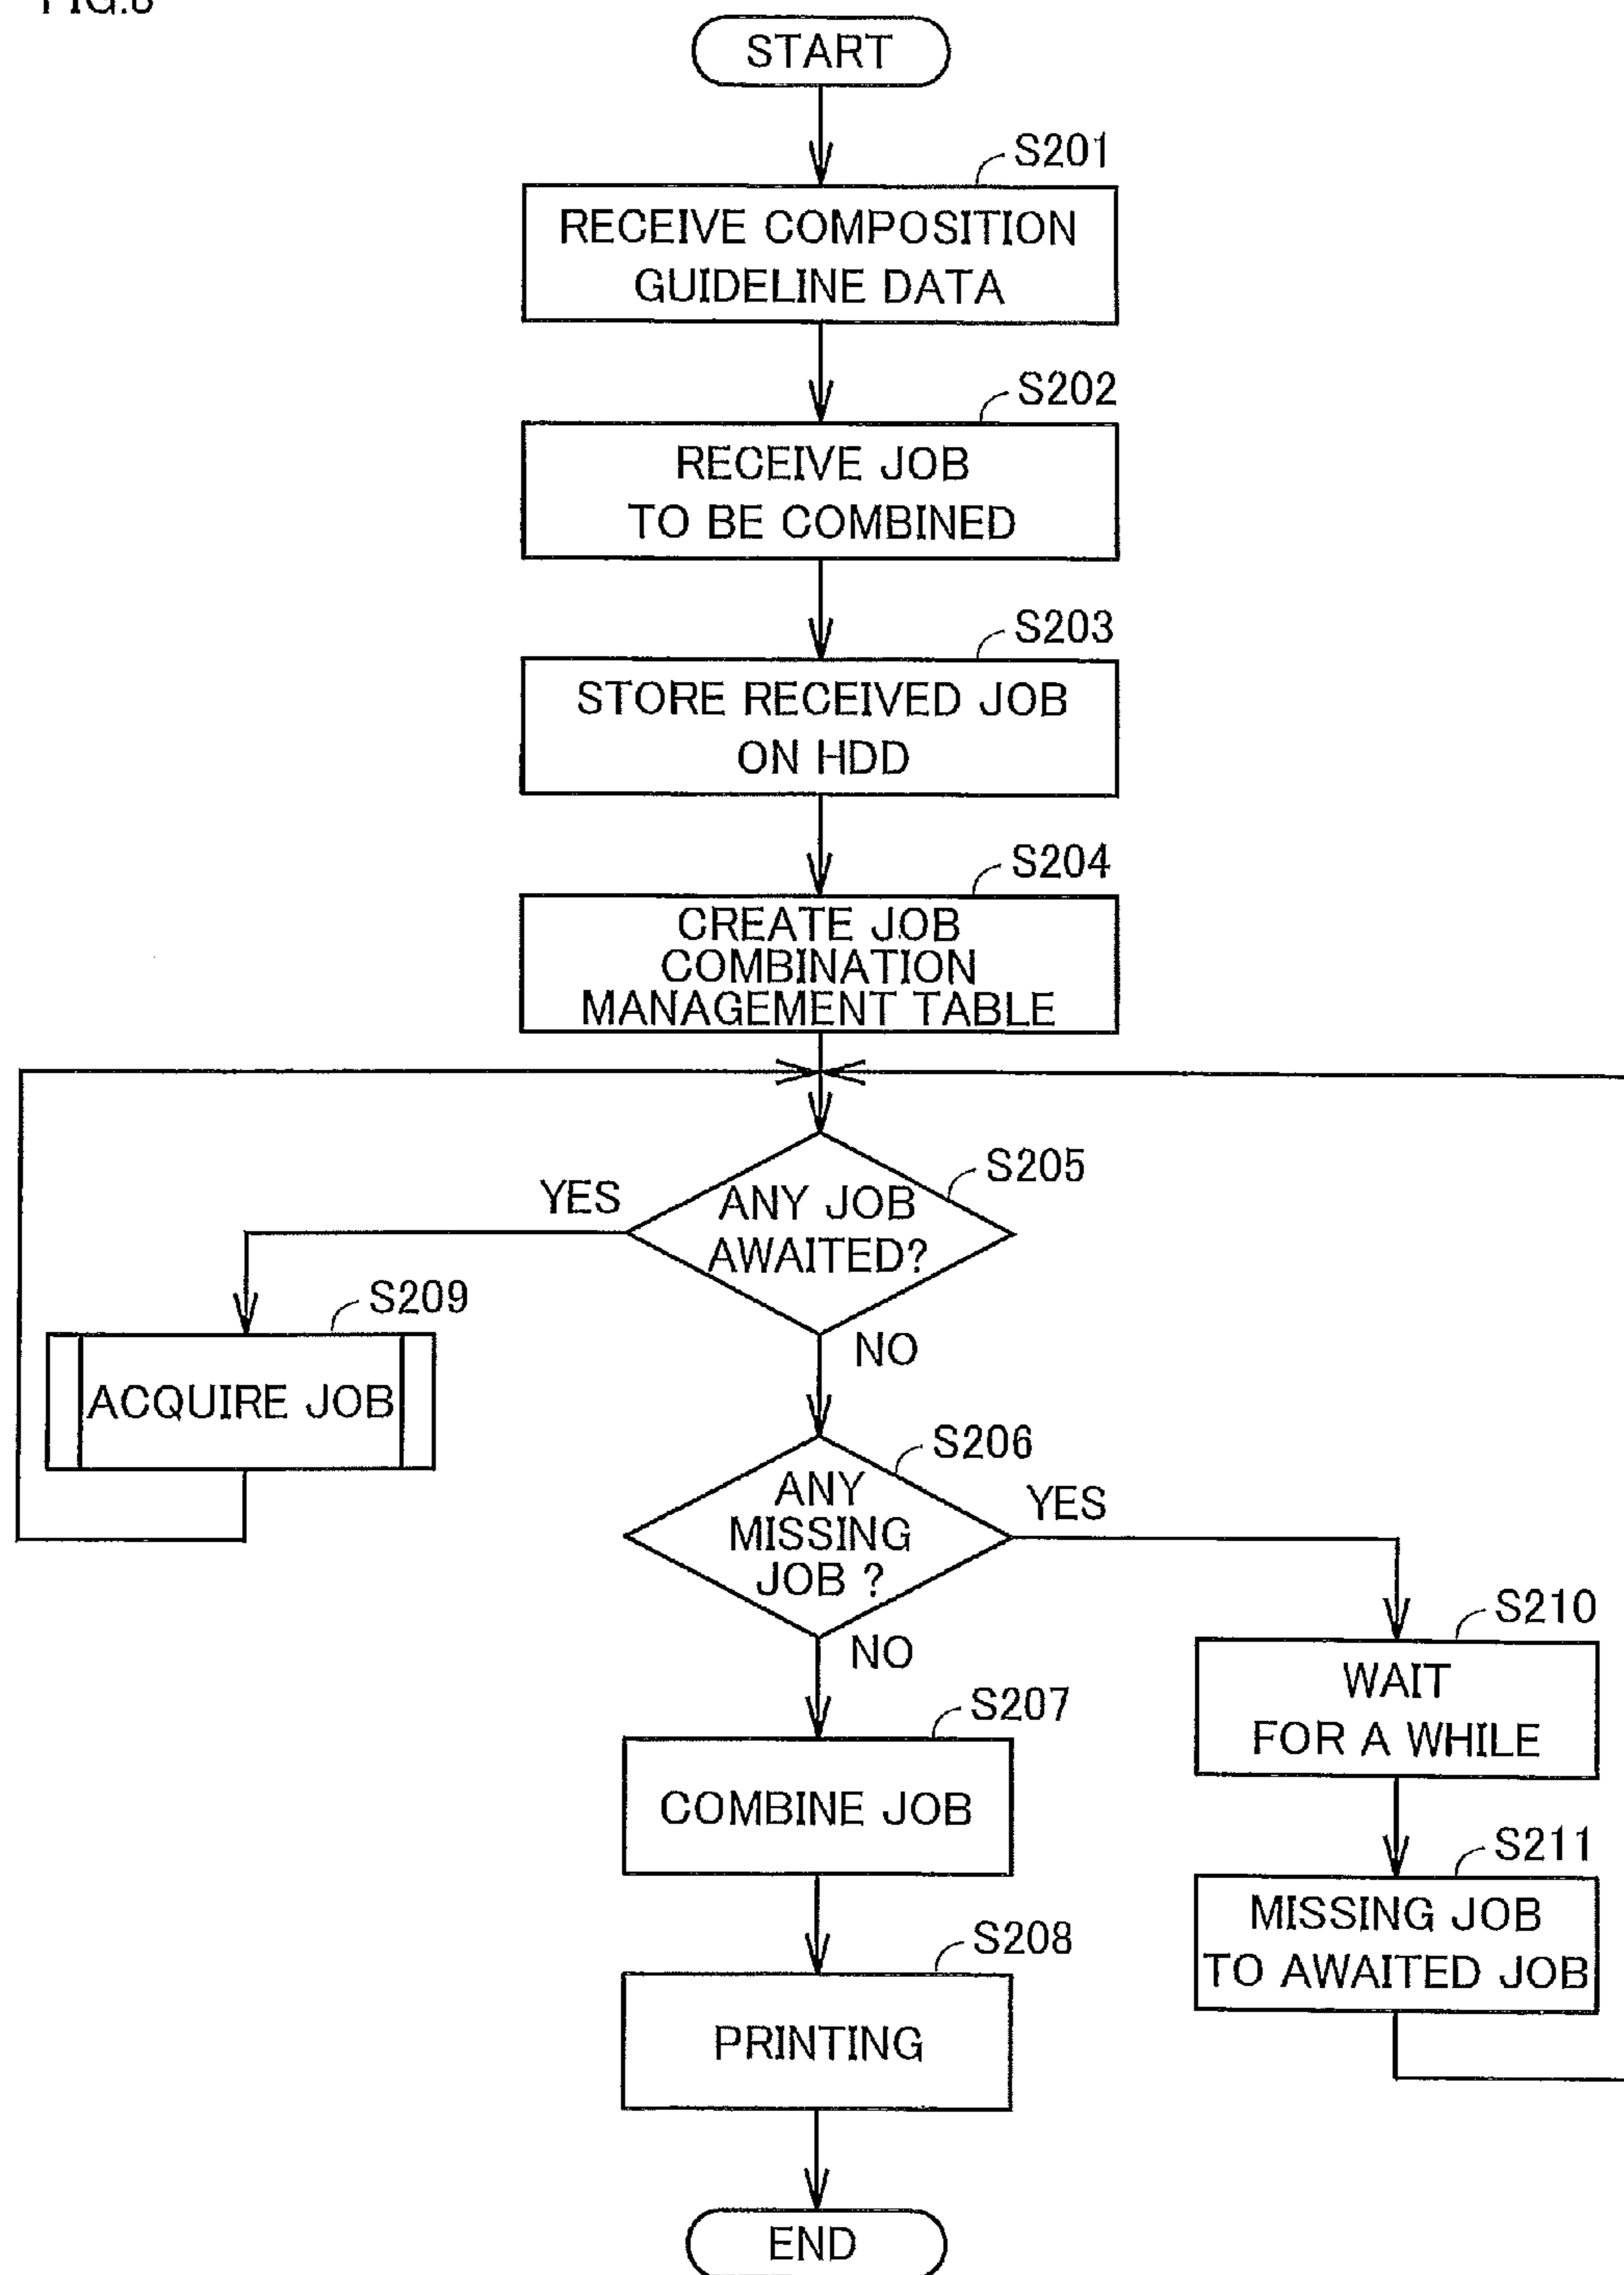 FIG.8
START
S201
RECEIVE COMPOSITION
GUIDELINE DATA
S202
RECEIVE JOB
TO BE COMBINED
S203
STORE RECEIVED JOB
ON HDD
S204
CREATE JOB
COMBINATION
MANAGEMENT TABLE
S205
YES
ANY JOB
AWAITED?
NO
S209
ACQUIRE JOB
S206
ANY
MISSING
JOB ?
YES
NO
S210
WAIT
FOR A WHILE
S207
COMBINE JOB
S211
MISSING JOB
TO AWAITED JOB
S208
PRINTING
END